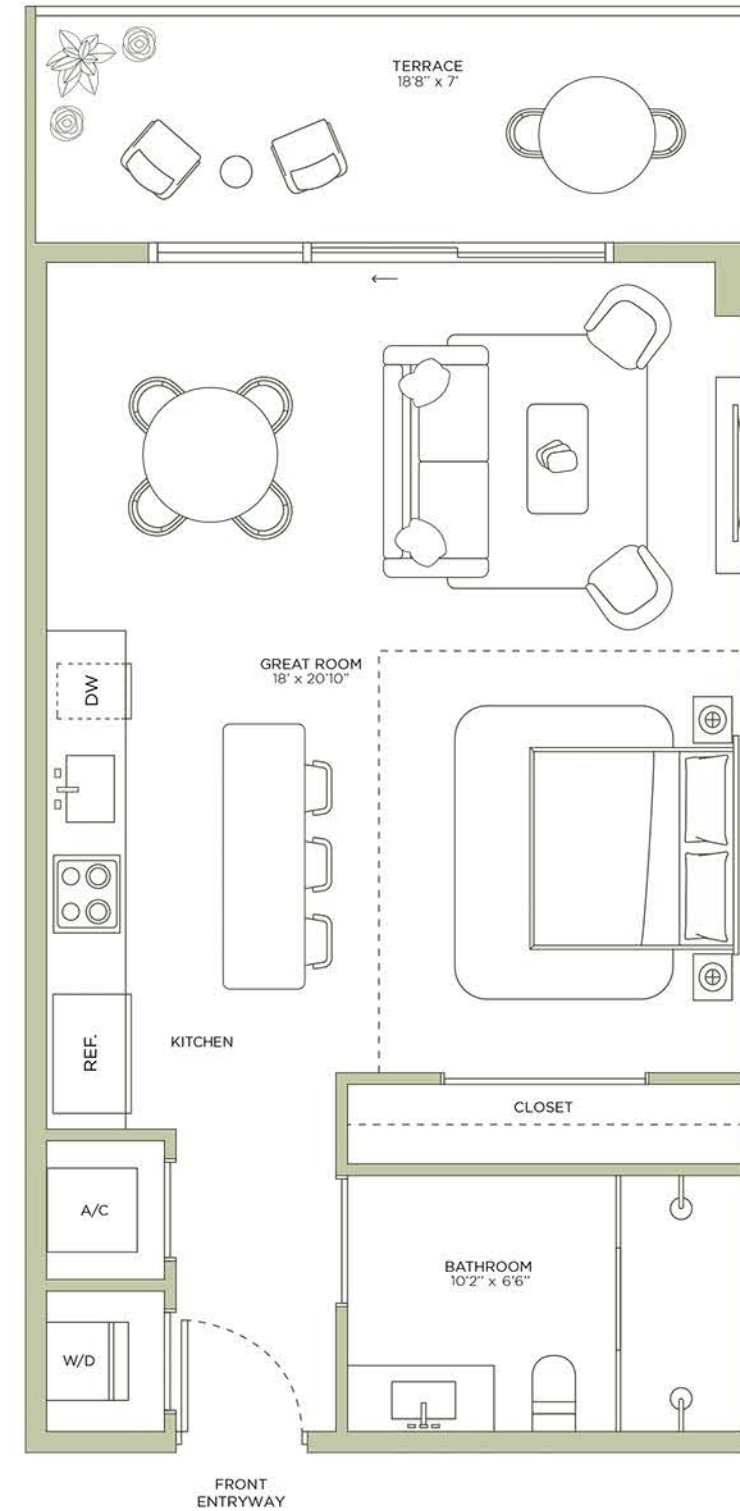 TERRACE
18'8" x 7'
GREAT ROOM
18' x 20'10"
DW
REF.
KITCHEN
CLOSET
A/C
BATHROOM
10'2" x 6'6"
W/D
FRONT
ENTRYWAY